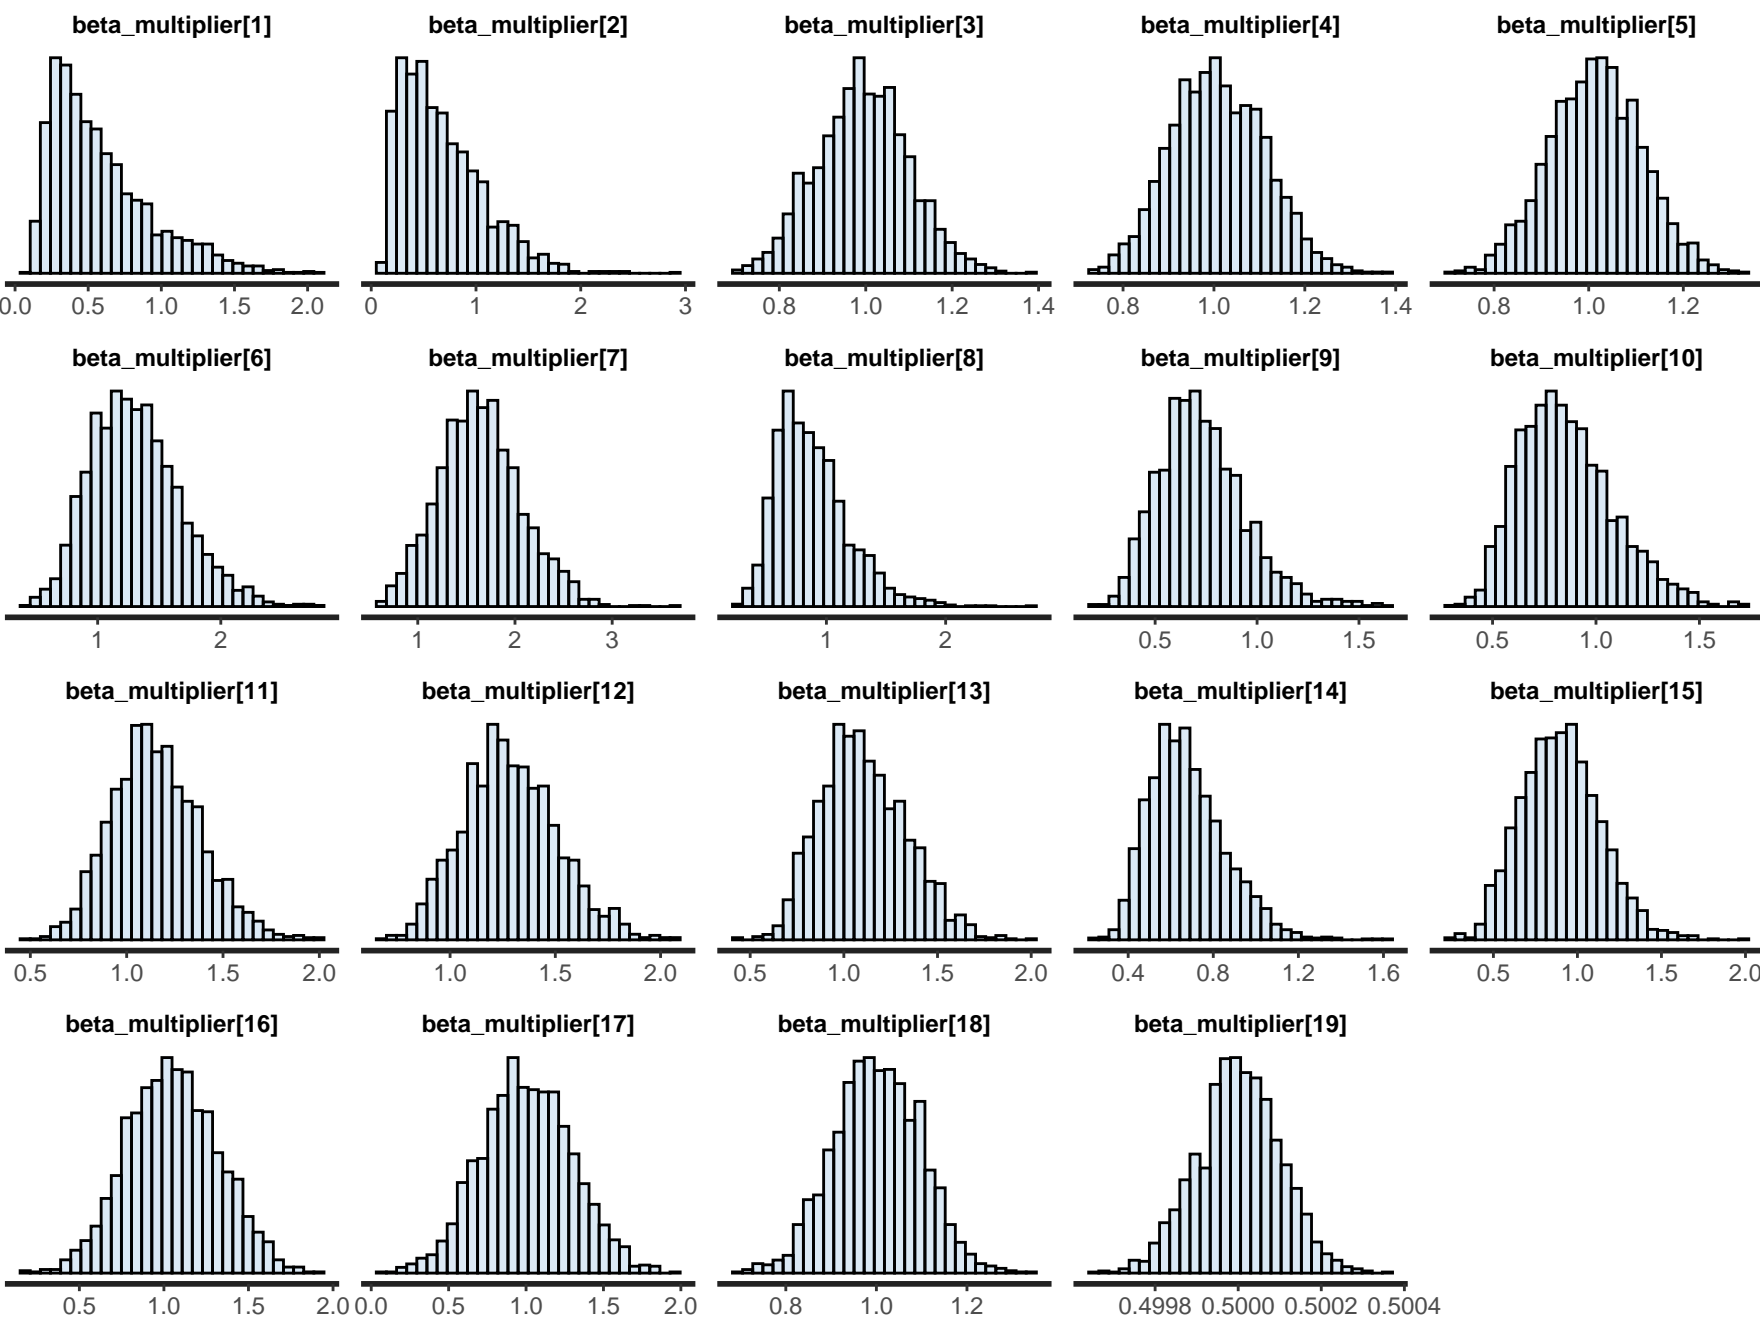 beta_multiplier[1] beta_multiplier[2] beta_multiplier[3] beta_multiplier[4] beta_multiplier[5]
0.0 0.5 1.0 1.5 2.0 0 1 2 3 0.8 1.0 1.2 1.4 0.8 1.0 1.2 1.4 0.8 1.0 1.2
beta_multiplier[6] beta_multiplier[7] beta_multiplier[8] beta_multiplier[9] beta_multiplier[10]
1 2 1 2 3 1 2 0.5 1.0 1.5 0.5 1.0 1.5
beta_multiplier[11] beta_multiplier[12] beta_multiplier[13] beta_multiplier[14] beta_multiplier[15]
0.5 1.0 1.5 2.0 1.0 1.5 2.0 0.5 1.0 1.5 2.0 0.4 0.8 1.2 1.6 0.5 1.0 1.5 2.0
beta_multiplier[16] beta_multiplier[17] beta_multiplier[18] beta_multiplier[19]
0.5 1.0 1.5 2.0 0.0 0.5 1.0 1.5 2.0 0.8 1.0 1.2 0.4998 0.5000 0.5002 0.5004